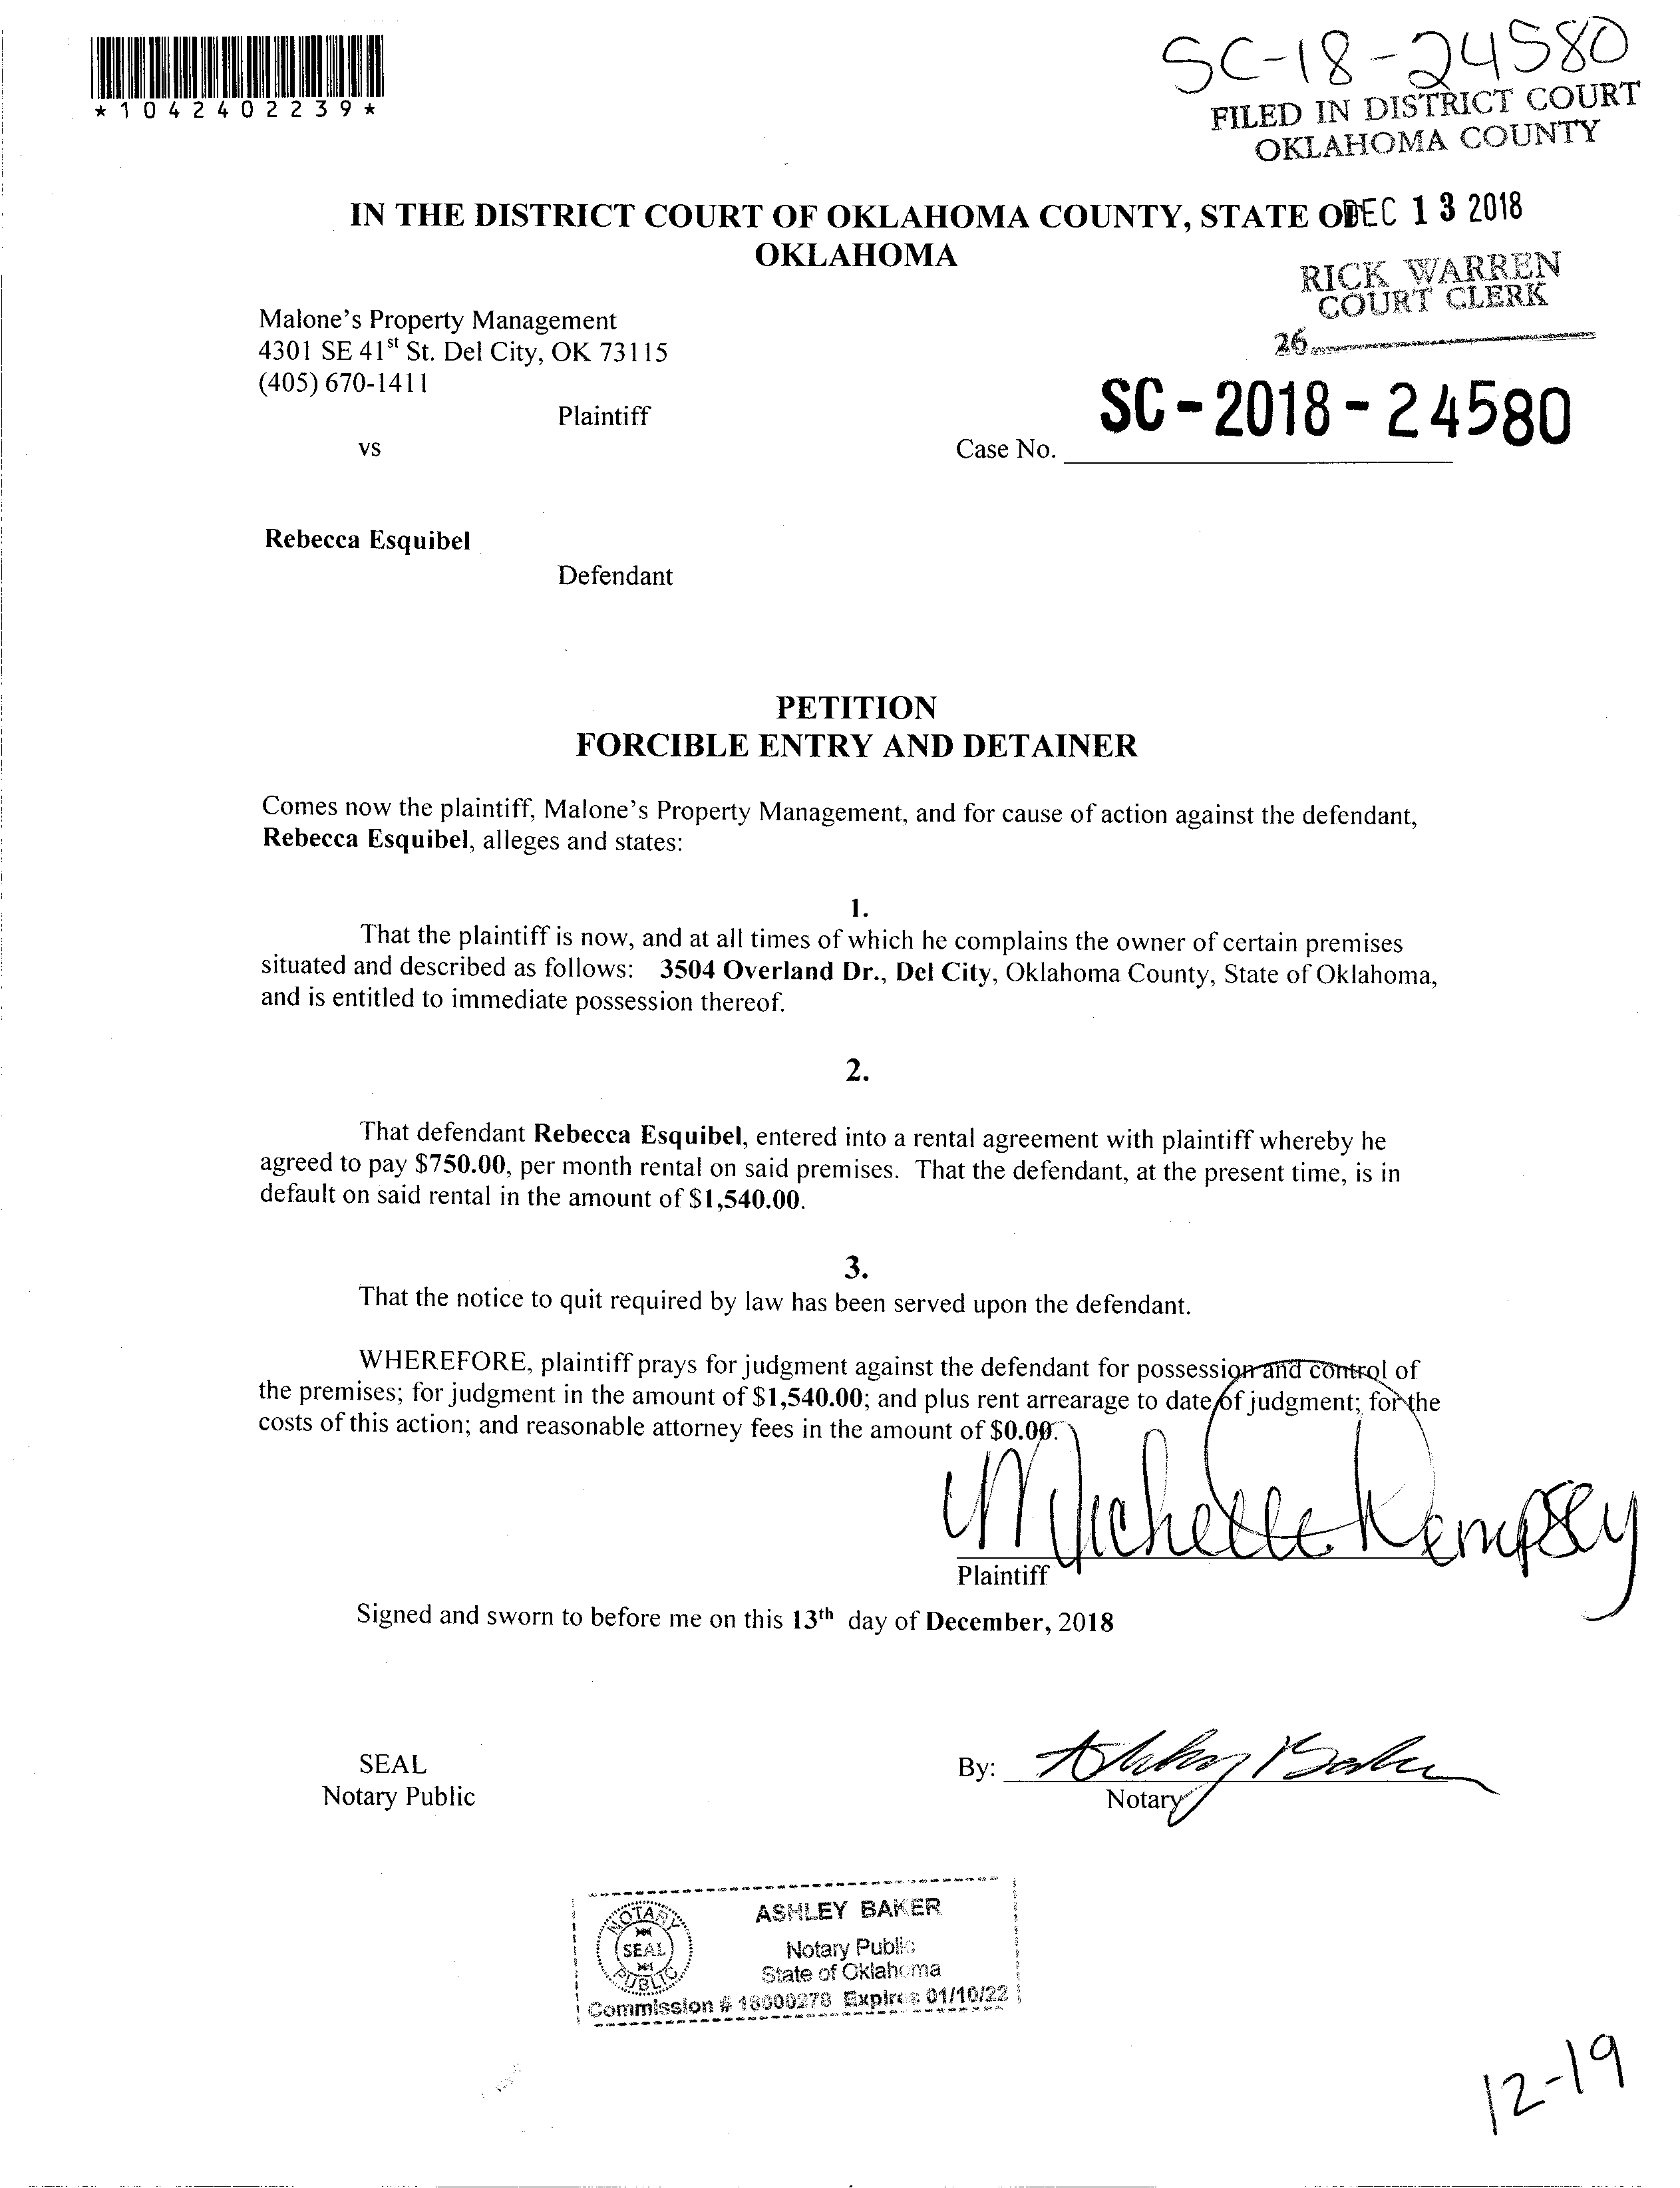 SC-18-24580
*1042402239*
FILED IN DISTRICT COURT
OKLAHOMA COUNTY
IN THE DISTRICT COURT OF OKLAHOMA COUNTY, STATE O
DEC 13 2018
OKLAHOMA
RICK WARREN
COURT CLERK
26
Malone's Property Management
4301 SE 41st St. Del City, OK 73115
(405) 670-1411
Plaintiff
SC-2018-24580
vs
Case No.
Rebecca Esquibel
Defendant
PETITION
FORCIBLE ENTRY AND DETAINER
Comes now the plaintiff, Malone's Property Management, and for cause of action against the defendant,
Rebecca Esquibel, alleges and states:
1.
That the plaintiff is now, and at all times of which he complains the owner of certain premises
situated and described as follows: 3504 Overland Dr., Del City, Oklahoma County, State of Oklahoma,
and is entitled to immediate possession thereof.
2.
That defendant Rebecca Esquibel, entered into a rental agreement with plaintiff whereby he
agreed to pay $750.00, per month rental on said premises. That the defendant, at the present time, is in
default on said rental in the amount of $1,540.00.
3.
That the notice to quit required by law has been served upon the defendant.
WHEREFORE, plaintiff prays for judgment against the defendant for possession and control of
the premises; for judgment in the amount of $1,540.00; and plus rent arrearage to date of judgment; for the
costs of this action; and reasonable attorney fees in the amount of $0.00.
Michelle Kempsey
Plaintiff
Signed and sworn to before me on this 13th day of December, 2018
SEAL
Notary Public
By: Ashley Baker
Notary
NOTARY
SEAL
PUBLIC
ASHLEY BAKER
Notary Public
State of Oklahoma
Commission # 18000278 Expires 01/10/22
12-19